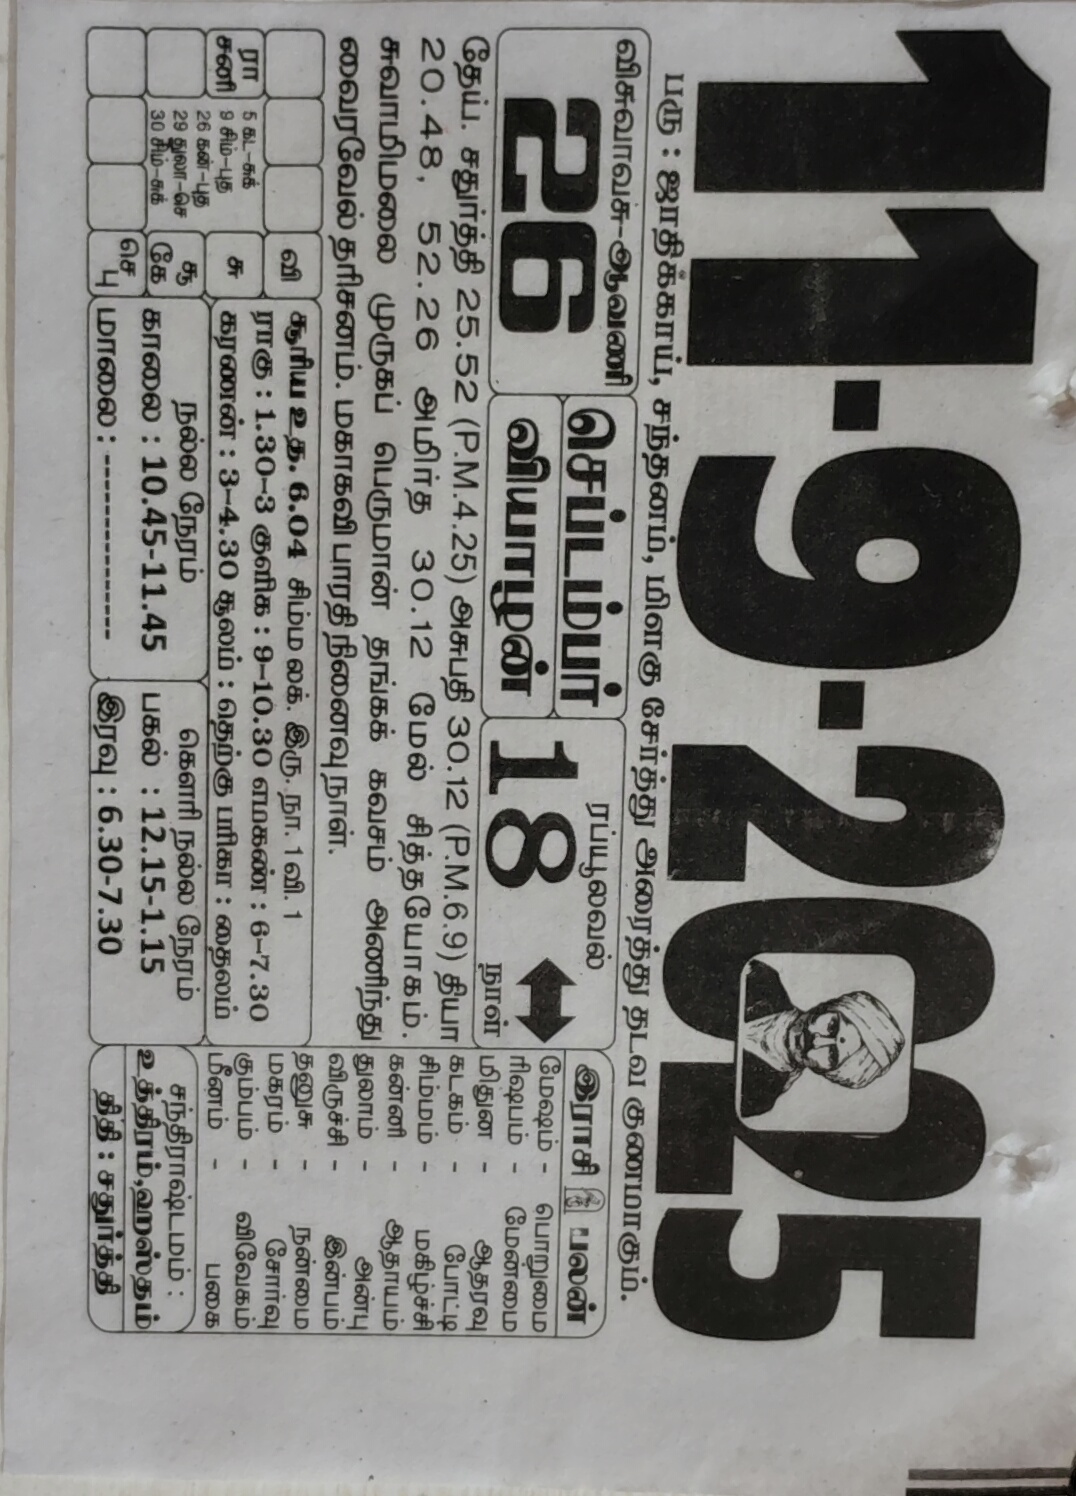 11-9-2025
பரு : ஜாதிக்காய், சந்தனம், மிளகு சேர்த்து அரைத்து தடவ குணமாகும்.
விசுவாவசு-ஆவணி
26
செப்டம்பர்
வியாழன்
ரப்யூலவல்
18
நாள்
தேய். சதுர்த்தி 25.52 (P.M.4.25) அசுபதி 30.12 (P.M.6.9) தியா
20.48, 52.26 அமிர்த 30.12 மேல் சித்தயோகம்.
சுவாமிமலை முருகப் பெருமான் தங்கக் கவசம் அணிந்து
வைரவேல் தரிசனம். மகாகவி பாரதி நினைவு நாள்.
இராசி பலன்
மேஷம் - பொறுமை
ரிஷபம் - மேன்மை
மிதுன - ஆதரவு
கடகம் - போட்டி
சிம்மம் - மகிழ்ச்சி
கன்னி - ஆதாயம்
துலாம் - அன்பு
விருச்சி - இன்பம்
தனுசு - நன்மை
மகரம் - சோர்வு
கும்பம் - விவேகம்
மீனம் - பகை
ரா
சனி
5 கட-சுக்
9 சிம்-புத
26 கன்-புத
29 துலா-செ
30 சிம்-சுக்
வி
சு
சூ
கே
செ
பு
சூரிய உத. 6.04 சிம்ம லக். இரு. நா. 1 வி. 1
ராகு : 1.30-3 குளிக : 9-10.30 எமகண் : 6-7.30
கரணன் : 3-4.30 சூலம் : தெற்கு பரிகா : தைலம்
நல்ல நேரம்
காலை : 10.45-11.45
மாலை : -------------
கௌரி நல்ல நேரம்
பகல் : 12.15-1.15
இரவு : 6.30-7.30
சந்திராஷ்டமம் :
உத்திரம்,ஹஸ்தம்
திதி : சதுர்த்தி